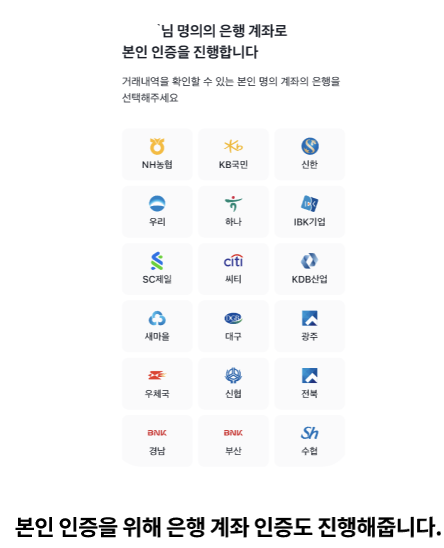 님 명의의 은행 계좌로
본인 인증을 진행합니다
거래내역을 확인할 수 있는 본인 명의 계좌의 은행을
선택해주세요
NH농협
KB국민
신한
우리
하나
IBK기업
citi
SC제일
씨티
KDB산업
DGB
새마을
대구
광주
우체국
신협
전북
BNK
BNK
Sh
경남
부산
수협
본인 인증을 위해 은행 계좌 인증도 진행해줍니다.